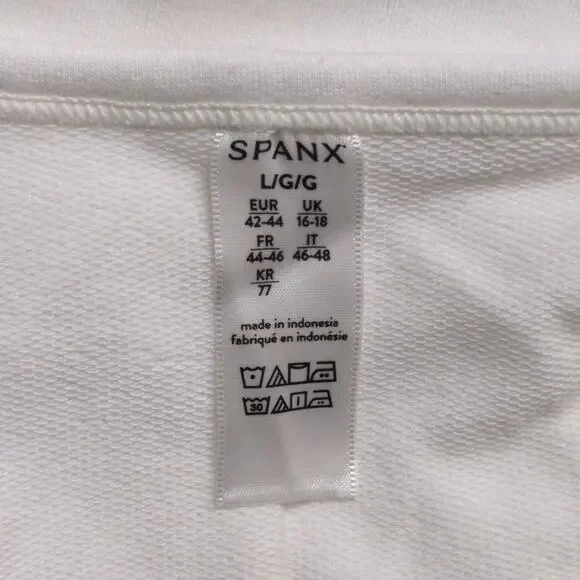 SPANX
L/G/G
EUR UK
42-44 16-18
FR IT
44-46 46-48
KR
77
made in indonesia
fabriqué en indonésie
30